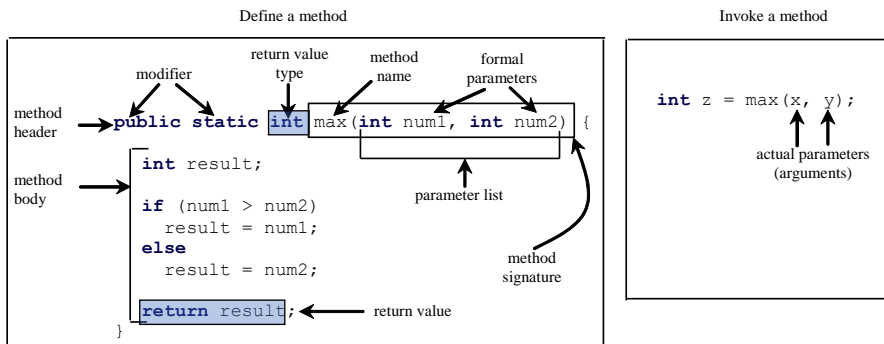 Define a method
Invoke a method
return value
type
method
name
formal
parameters
modifier
method
header
public static int max(int num1, int num2) {
int z = max(x, y);
actual parameters
(arguments)
int result;
method
body
parameter list
if (num1 > num2)
result = num1;
else
result = num2;
method
signature
return result;
return value
}